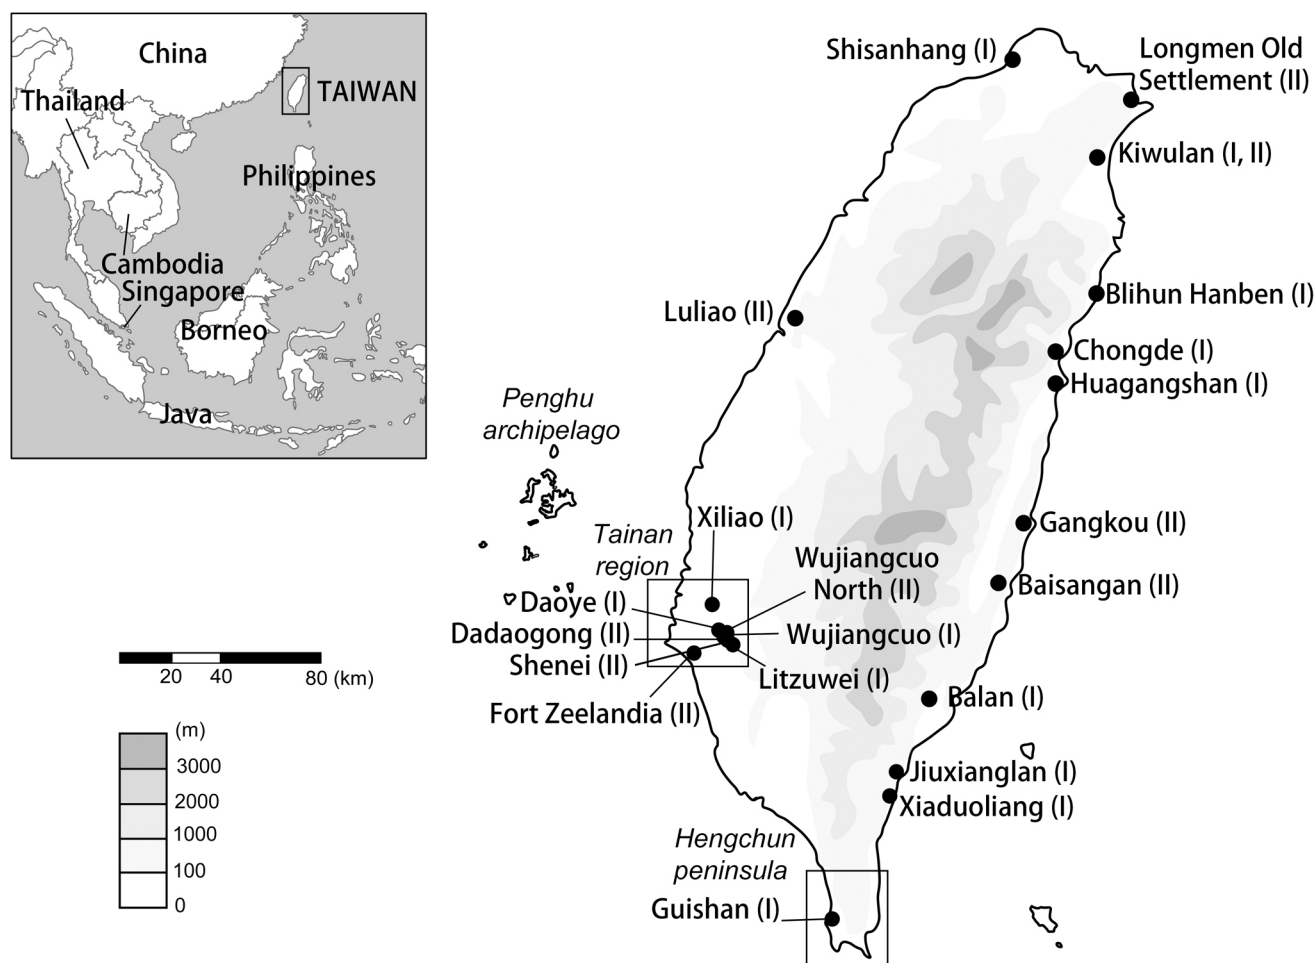 China
TAIWAN
Thailand
Philippines
Cambodia
Singapore
Borneo
Java
Shisanhang (I)
Longmen Old
Settlement (II)
Kiwulan (I, II)
Blihun Hanben (I)
Luliao (II)
Chongde (I)
Huagangshan (I)
Penghu
archipelago
Xiliao (I)
Gangkou (II)
Tainan
region
Wujiangcuo
North (II)
Baisangan (II)
Daoye (I)
Dadaogong (II)
Wujiangcuo (I)
Shenei (II)
Litzuwei (I)
Fort Zeelandia (II)
Balan (I)
Jiuxianglan (I)
Xiaduoliang (I)
Hengchun
peninsula
Guishan (I)
20 40 80 (km)
(m)
3000
2000
1000
100
0